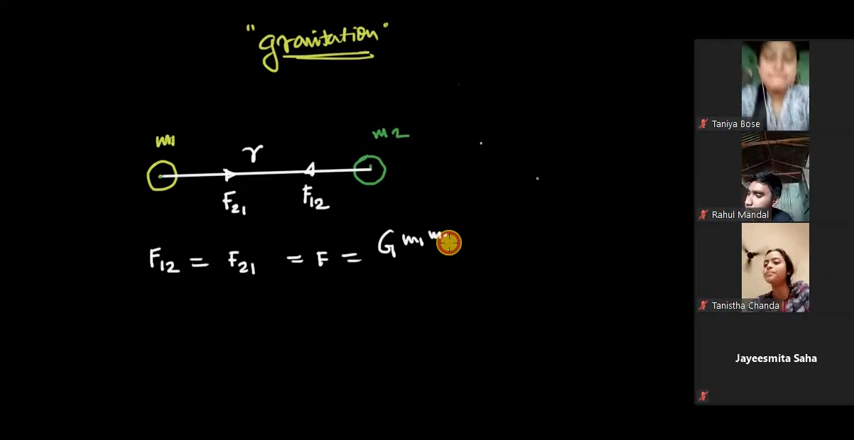 "gravitation"
m1
m2
r
F21
F12
F12 = F21 = F = G m1 m
Taniya Bose
Rahul Mandal
Tanistha Chanda
Jayeesmita Saha